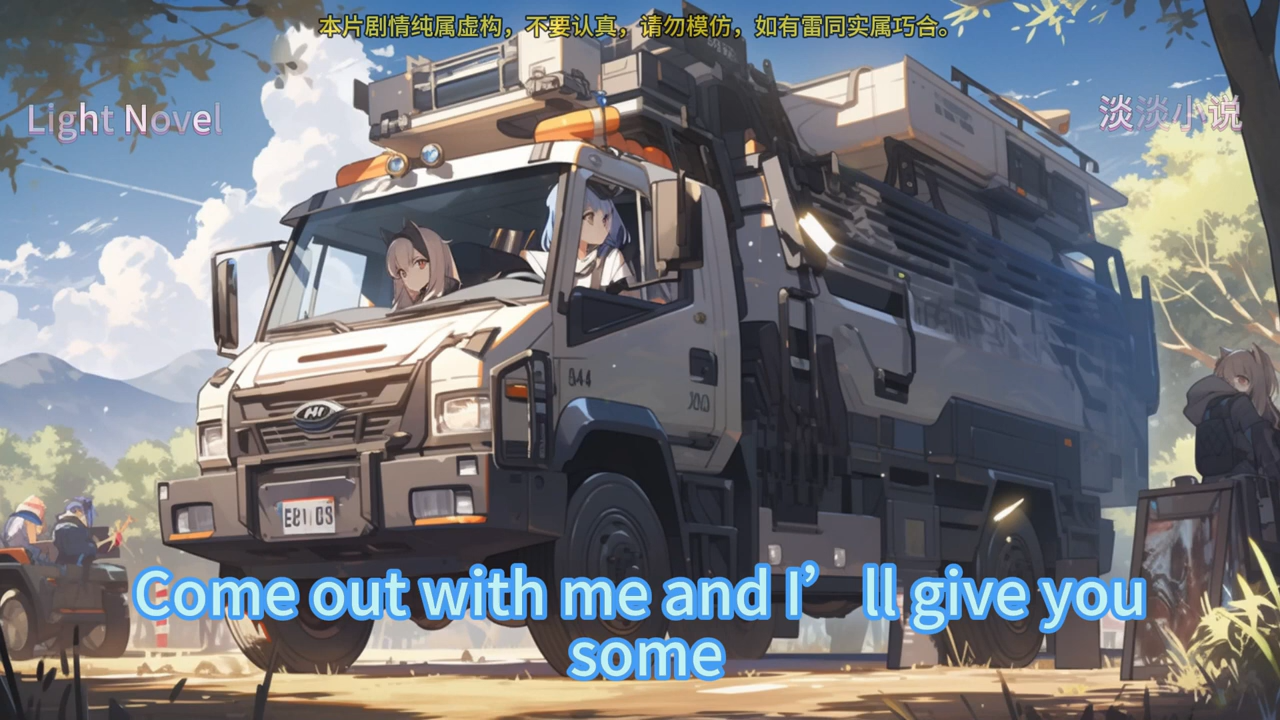 本片剧情纯属虚构，不要认真，请勿模仿，如有雷同实属巧合。
Light Novel
淡淡小说
HI
Come out with me and I’ll give you
some